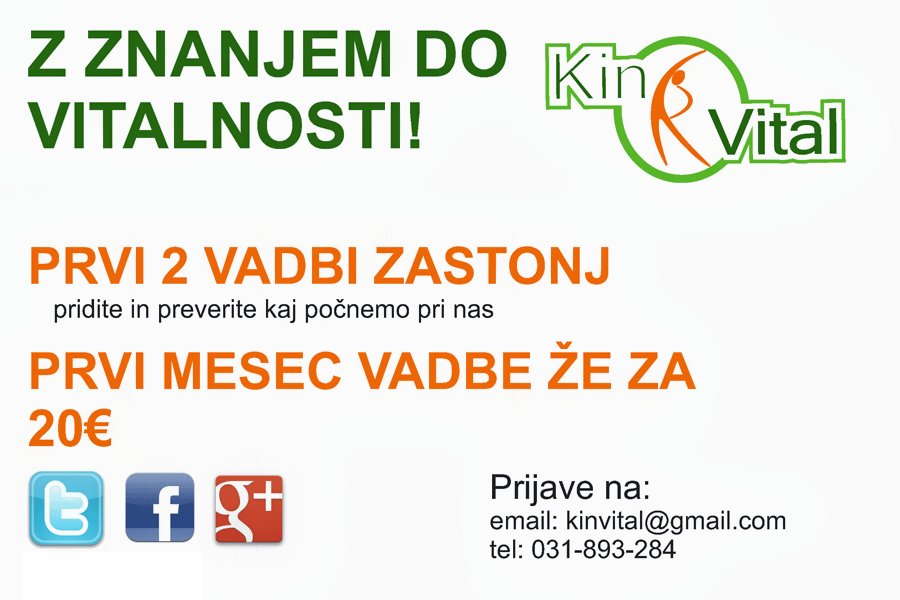 Z ZNANJEM DO
VITALNOSTI!
Kin Vital
PRVI 2 VADBI ZASTONJ
pridite in preverite kaj počnemo pri nas
PRVI MESEC VADBE ŽE ZA
20€
t f g+
Prijave na:
email: kinvital@gmail.com
tel: 031-893-284